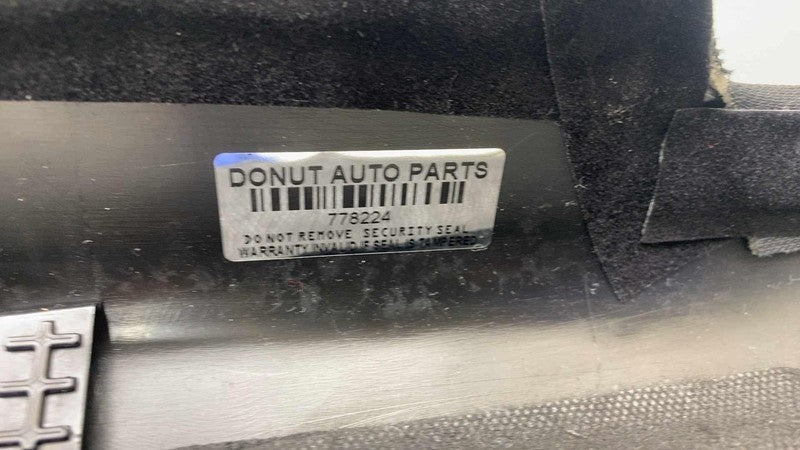 DONUT AUTO PARTS
778224
DO NOT REMOVE SECURITY SEAL
WARRANTY INVALID IF SEAL IS TAMPERED